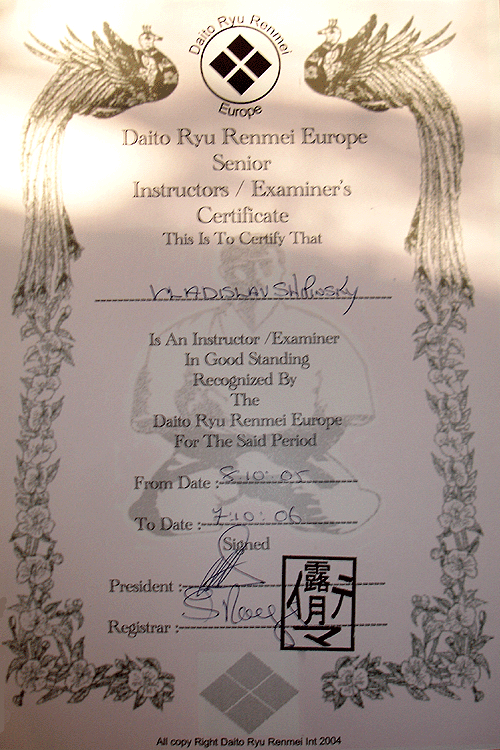 Daito Ryu Renmei
Europe
Daito Ryu Renmei Europe
Senior
Instructors / Examiner's
Certificate
This Is To Certify That
VLADISLAV SHPINSKY
Is An Instructor /Examiner
In Good Standing
Recognized By
The
Daito Ryu Renmei Europe
For The Said Period
From Date : 8.10.05
To Date : 7.10:06
Signed
President :
Registrar :
露月
All copy Right Daito Ryu Renmei Int 2004